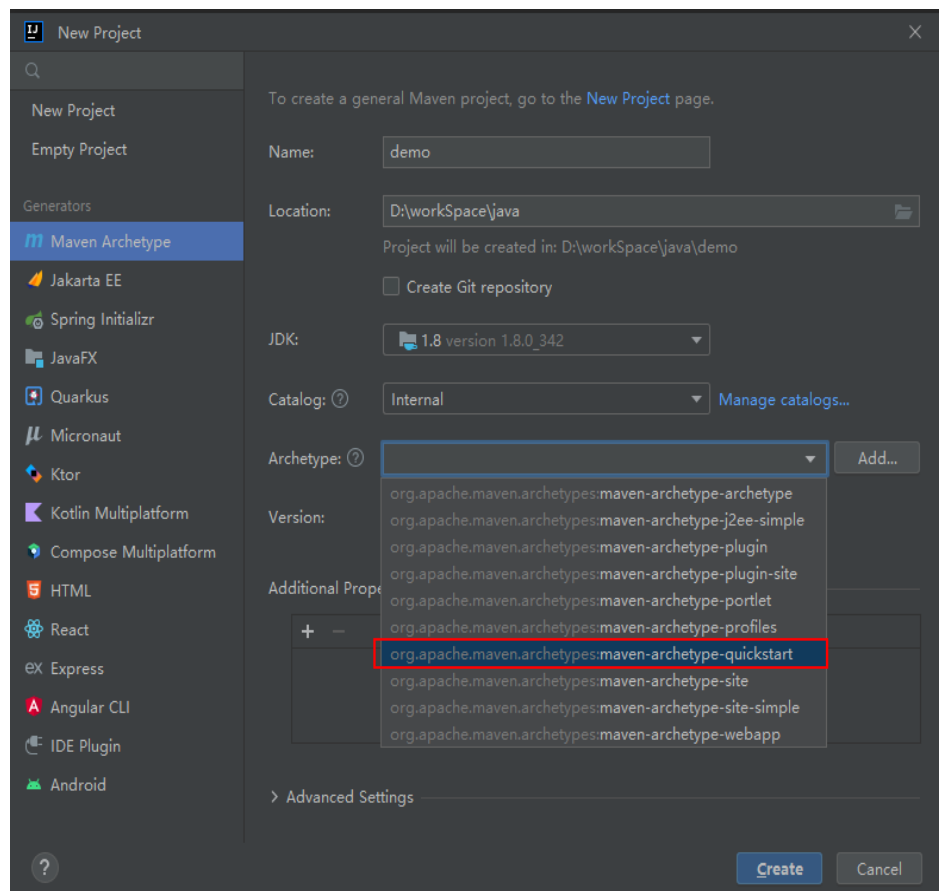 New Project
New Project
Empty Project
Generators
Maven Archetype
Jakarta EE
Spring Initializr
JavaFX
Quarkus
Micronaut
Ktor
Kotlin Multiplatform
Compose Multiplatform
HTML
React
Express
Angular CLI
IDE Plugin
Android
To create a general Maven project, go to the New Project page.
Name: demo
Location: D:\workSpace\java
Project will be created in: D:\workSpace\java\demo
Create Git repository
JDK: 1.8 version 1.8.0_342
Catalog: ? Internal Manage catalogs...
Archetype: ? Add...
org.apache.maven.archetypes:maven-archetype-archetype
org.apache.maven.archetypes:maven-archetype-j2ee-simple
Version:
org.apache.maven.archetypes:maven-archetype-plugin
org.apache.maven.archetypes:maven-archetype-plugin-site
Additional Prope
org.apache.maven.archetypes:maven-archetype-portlet
org.apache.maven.archetypes:maven-archetype-profiles
org.apache.maven.archetypes:maven-archetype-quickstart
org.apache.maven.archetypes:maven-archetype-site
org.apache.maven.archetypes:maven-archetype-site-simple
org.apache.maven.archetypes:maven-archetype-webapp
Advanced Settings
? Create Cancel